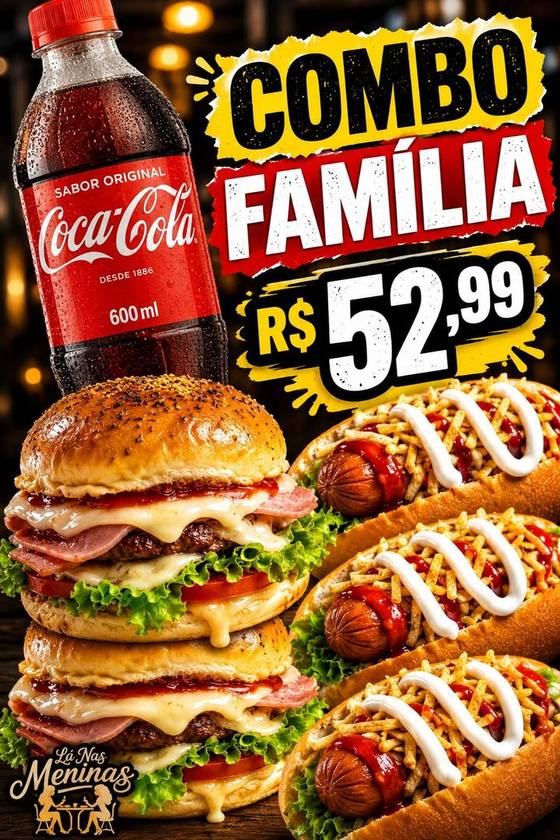 COMBO
FAMÍLIA
R$ 52,99
SABOR ORIGINAL
Coca-Cola
DESDE 1886
600 ml
Lá Nas
Meninas